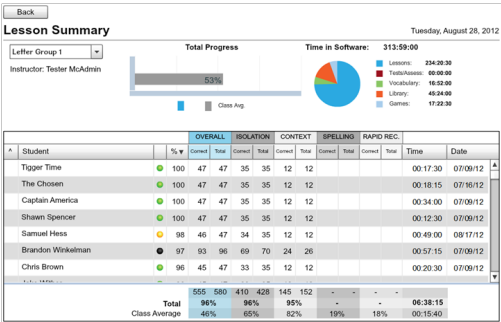 Back
Lesson Summary
Tuesday, August 28, 2012
Letter Group 1
Instructor: Tester McAdmin
Total Progress
53%
Class Avg.
Time in Software: 313:59:00
Lessons: 234:20:30
Tests/Assess: 00:00:00
Vocabulary: 16:52:00
Library: 45:24:00
Games: 17:22:30
OVERALL ISOLATION CONTEXT SPELLING RAPID REC.
^ Student % ▼ Correct Total Correct Total Correct Total Correct Total Correct Total Time Date
Tigger Time 100 47 47 35 35 12 12 00:17:30 07/09/12
The Chosen 100 47 47 35 35 12 12 00:18:15 07/16/12
Captain America 100 47 47 35 35 12 12 00:34:00 07/09/12
Shawn Spencer 100 47 47 35 35 12 12 00:12:30 07/09/12
Samuel Hess 98 46 47 34 35 12 12 00:49:00 08/17/12
Brandon Winkelman 97 93 96 69 70 24 26 00:57:15 07/09/12
Chris Brown 96 45 47 33 35 12 12 00:20:30 07/09/12
555 580 410 428 145 152 - - - -
Total 96% 96% 95% - - 06:38:15
Class Average 46% 65% 82% 19% 18% 00:15:40